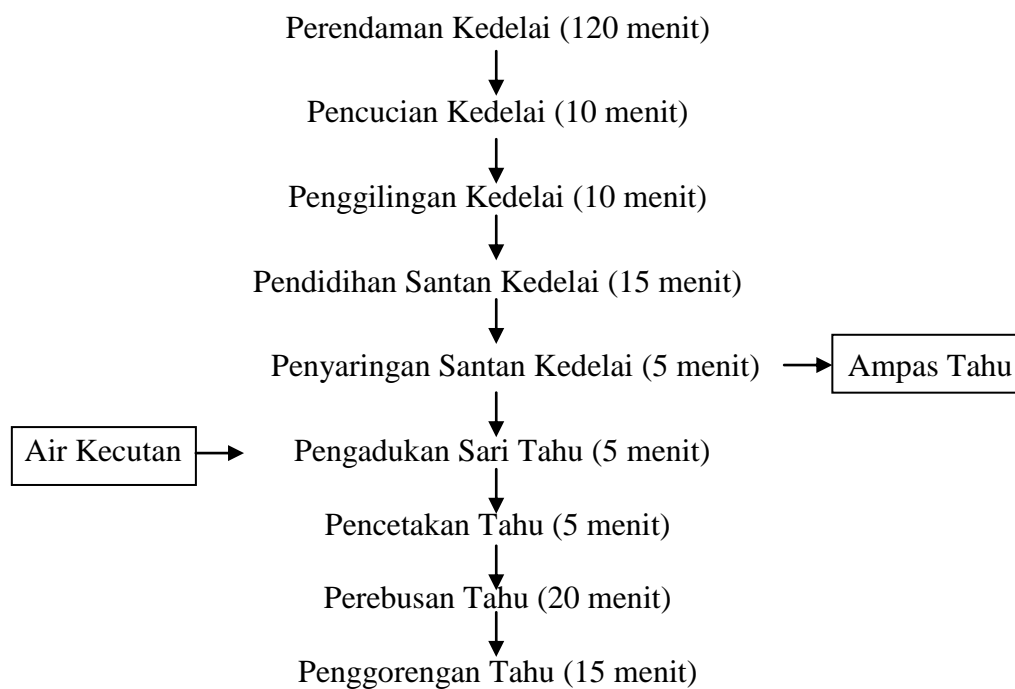 Perendaman Kedelai (120 menit)
Pencucian Kedelai (10 menit)
Penggilingan Kedelai (10 menit)
Pendidihan Santan Kedelai (15 menit)
Penyaringan Santan Kedelai (5 menit)
Ampas Tahu
Air Kecutan
Pengadukan Sari Tahu (5 menit)
Pencetakan Tahu (5 menit)
Perebusan Tahu (20 menit)
Penggorengan Tahu (15 menit)